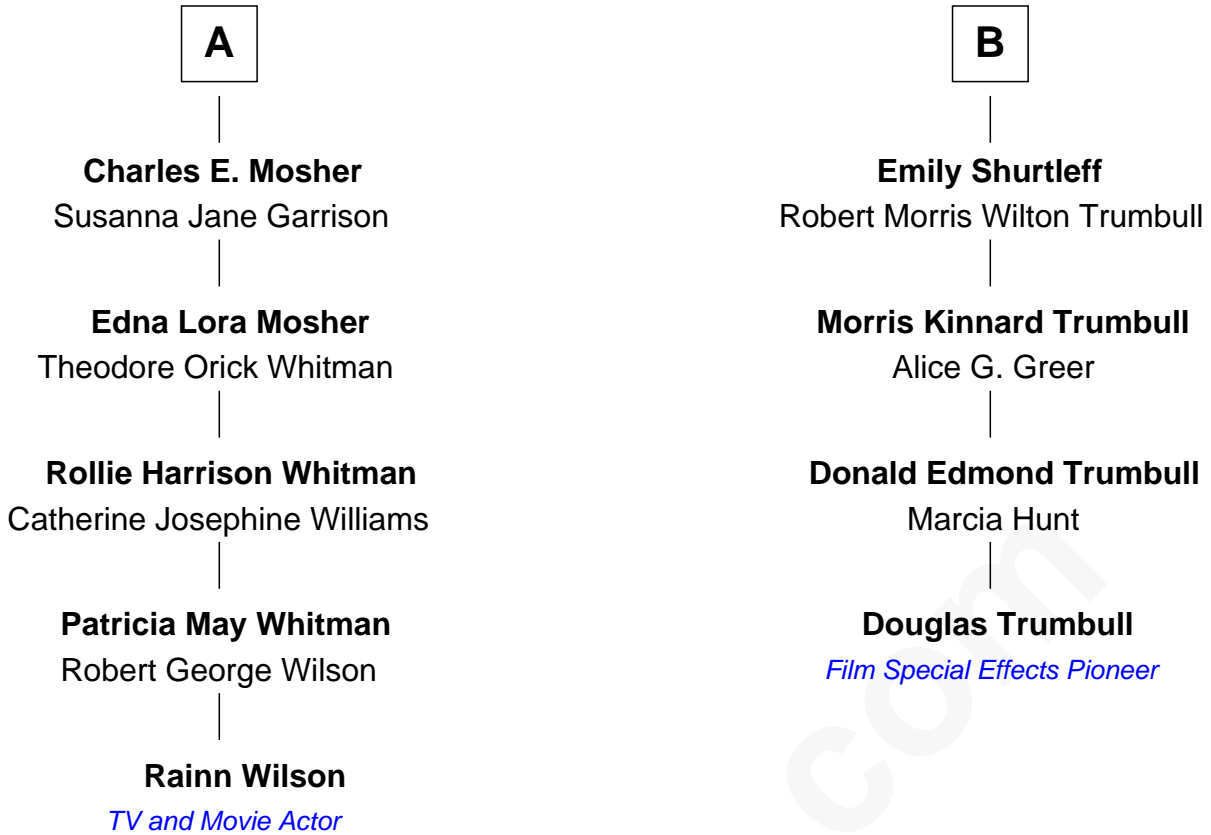 A
Charles E. Mosher
Susanna Jane Garrison
Edna Lora Mosher
Theodore Orick Whitman
Rollie Harrison Whitman
Catherine Josephine Williams
Patricia May Whitman
Robert George Wilson
Rainn Wilson
TV and Movie Actor
B
Emily Shurtleff
Robert Morris Wilton Trumbull
Morris Kinnard Trumbull
Alice G. Greer
Donald Edmond Trumbull
Marcia Hunt
Douglas Trumbull
Film Special Effects Pioneer
com